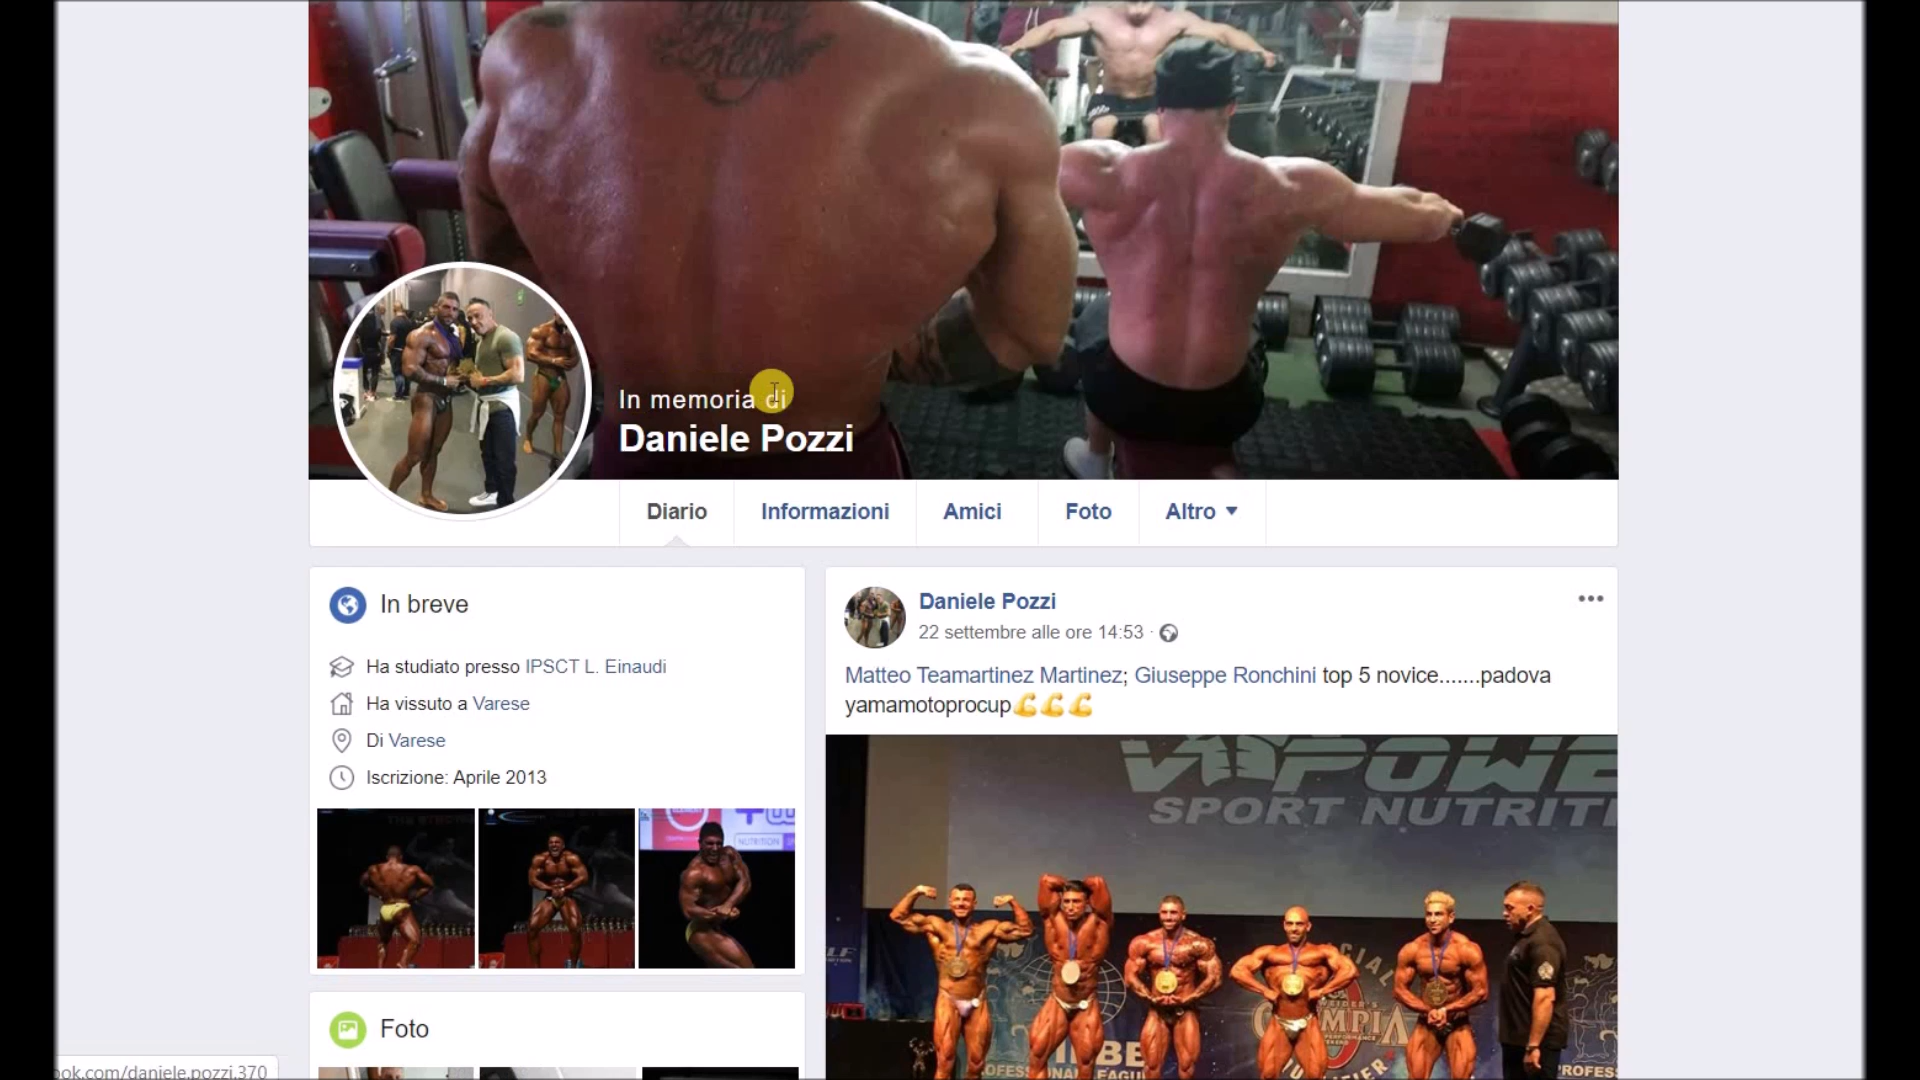 In memoria di
Daniele Pozzi
Diario
Informazioni
Amici
Foto
Altro
In breve
Ha studiato presso IPSCT L. Einaudi
Ha vissuto a Varese
Di Varese
Iscrizione: Aprile 2013
Foto
Daniele Pozzi
22 settembre alle ore 14:53 ·
Matteo Teamartinez Martinez; Giuseppe Ronchini top 5 novice.......padova
yamamotoprocup💪💪💪
SPORT NUTRITI
ook.com/daniele.pozzi.370